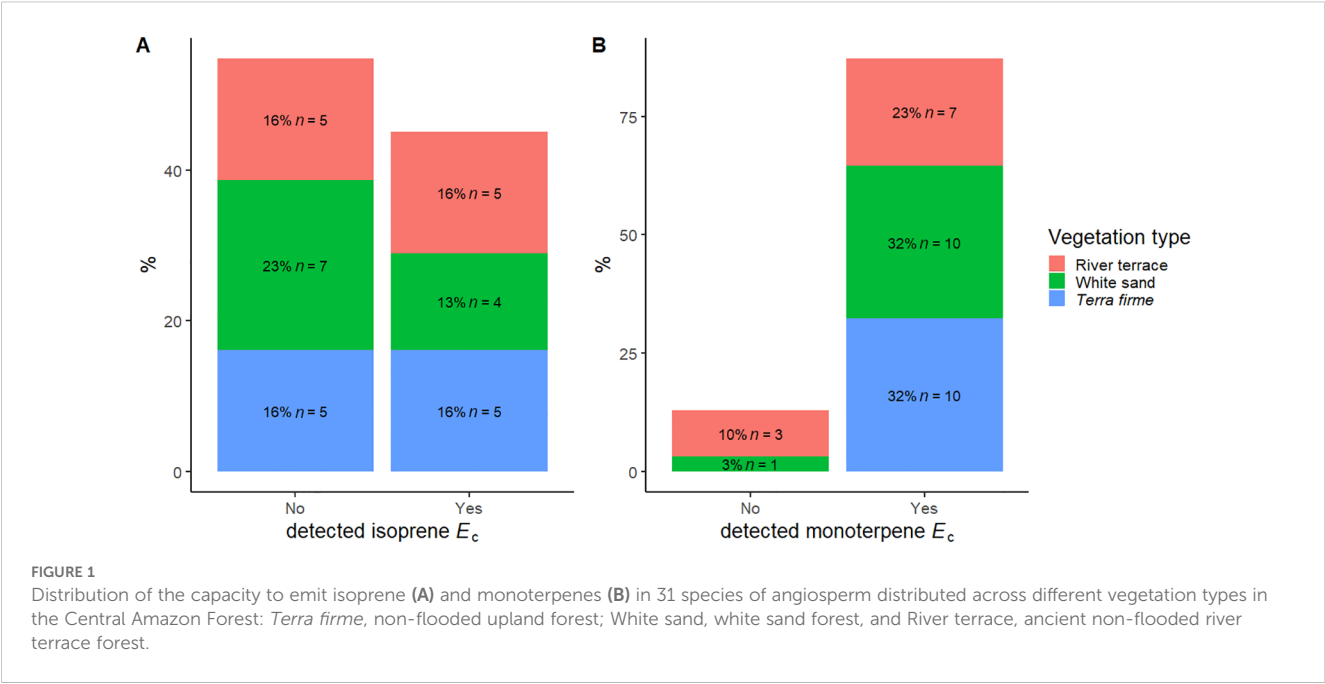 A
B
16% n = 5
23% n = 7
16% n = 5
16% n = 5
13% n = 4
16% n = 5
40
20
0
%
No
Yes
detected isoprene Ec
10% n = 3
3% n = 1
23% n = 7
32% n = 10
32% n = 10
75
50
25
0
%
No
Yes
detected monoterpene Ec
Vegetation type
River terrace
White sand
Terra firme
FIGURE 1
Distribution of the capacity to emit isoprene (A) and monoterpenes (B) in 31 species of angiosperm distributed across different vegetation types in
the Central Amazon Forest: Terra firme, non-flooded upland forest; White sand, white sand forest, and River terrace, ancient non-flooded river
terrace forest.